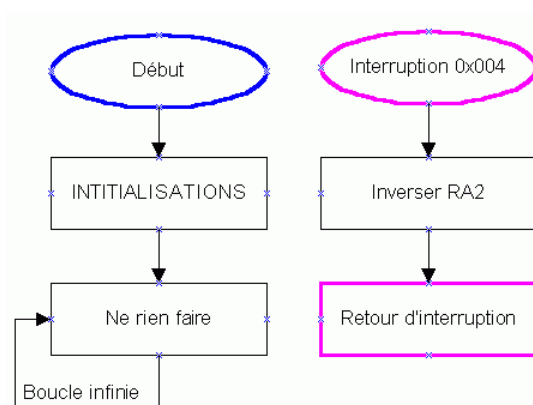 Début
INTITIALISATIONS
Ne rien faire
Boucle infinie
Interruption 0x004
Inverser RA2
Retour d'interruption